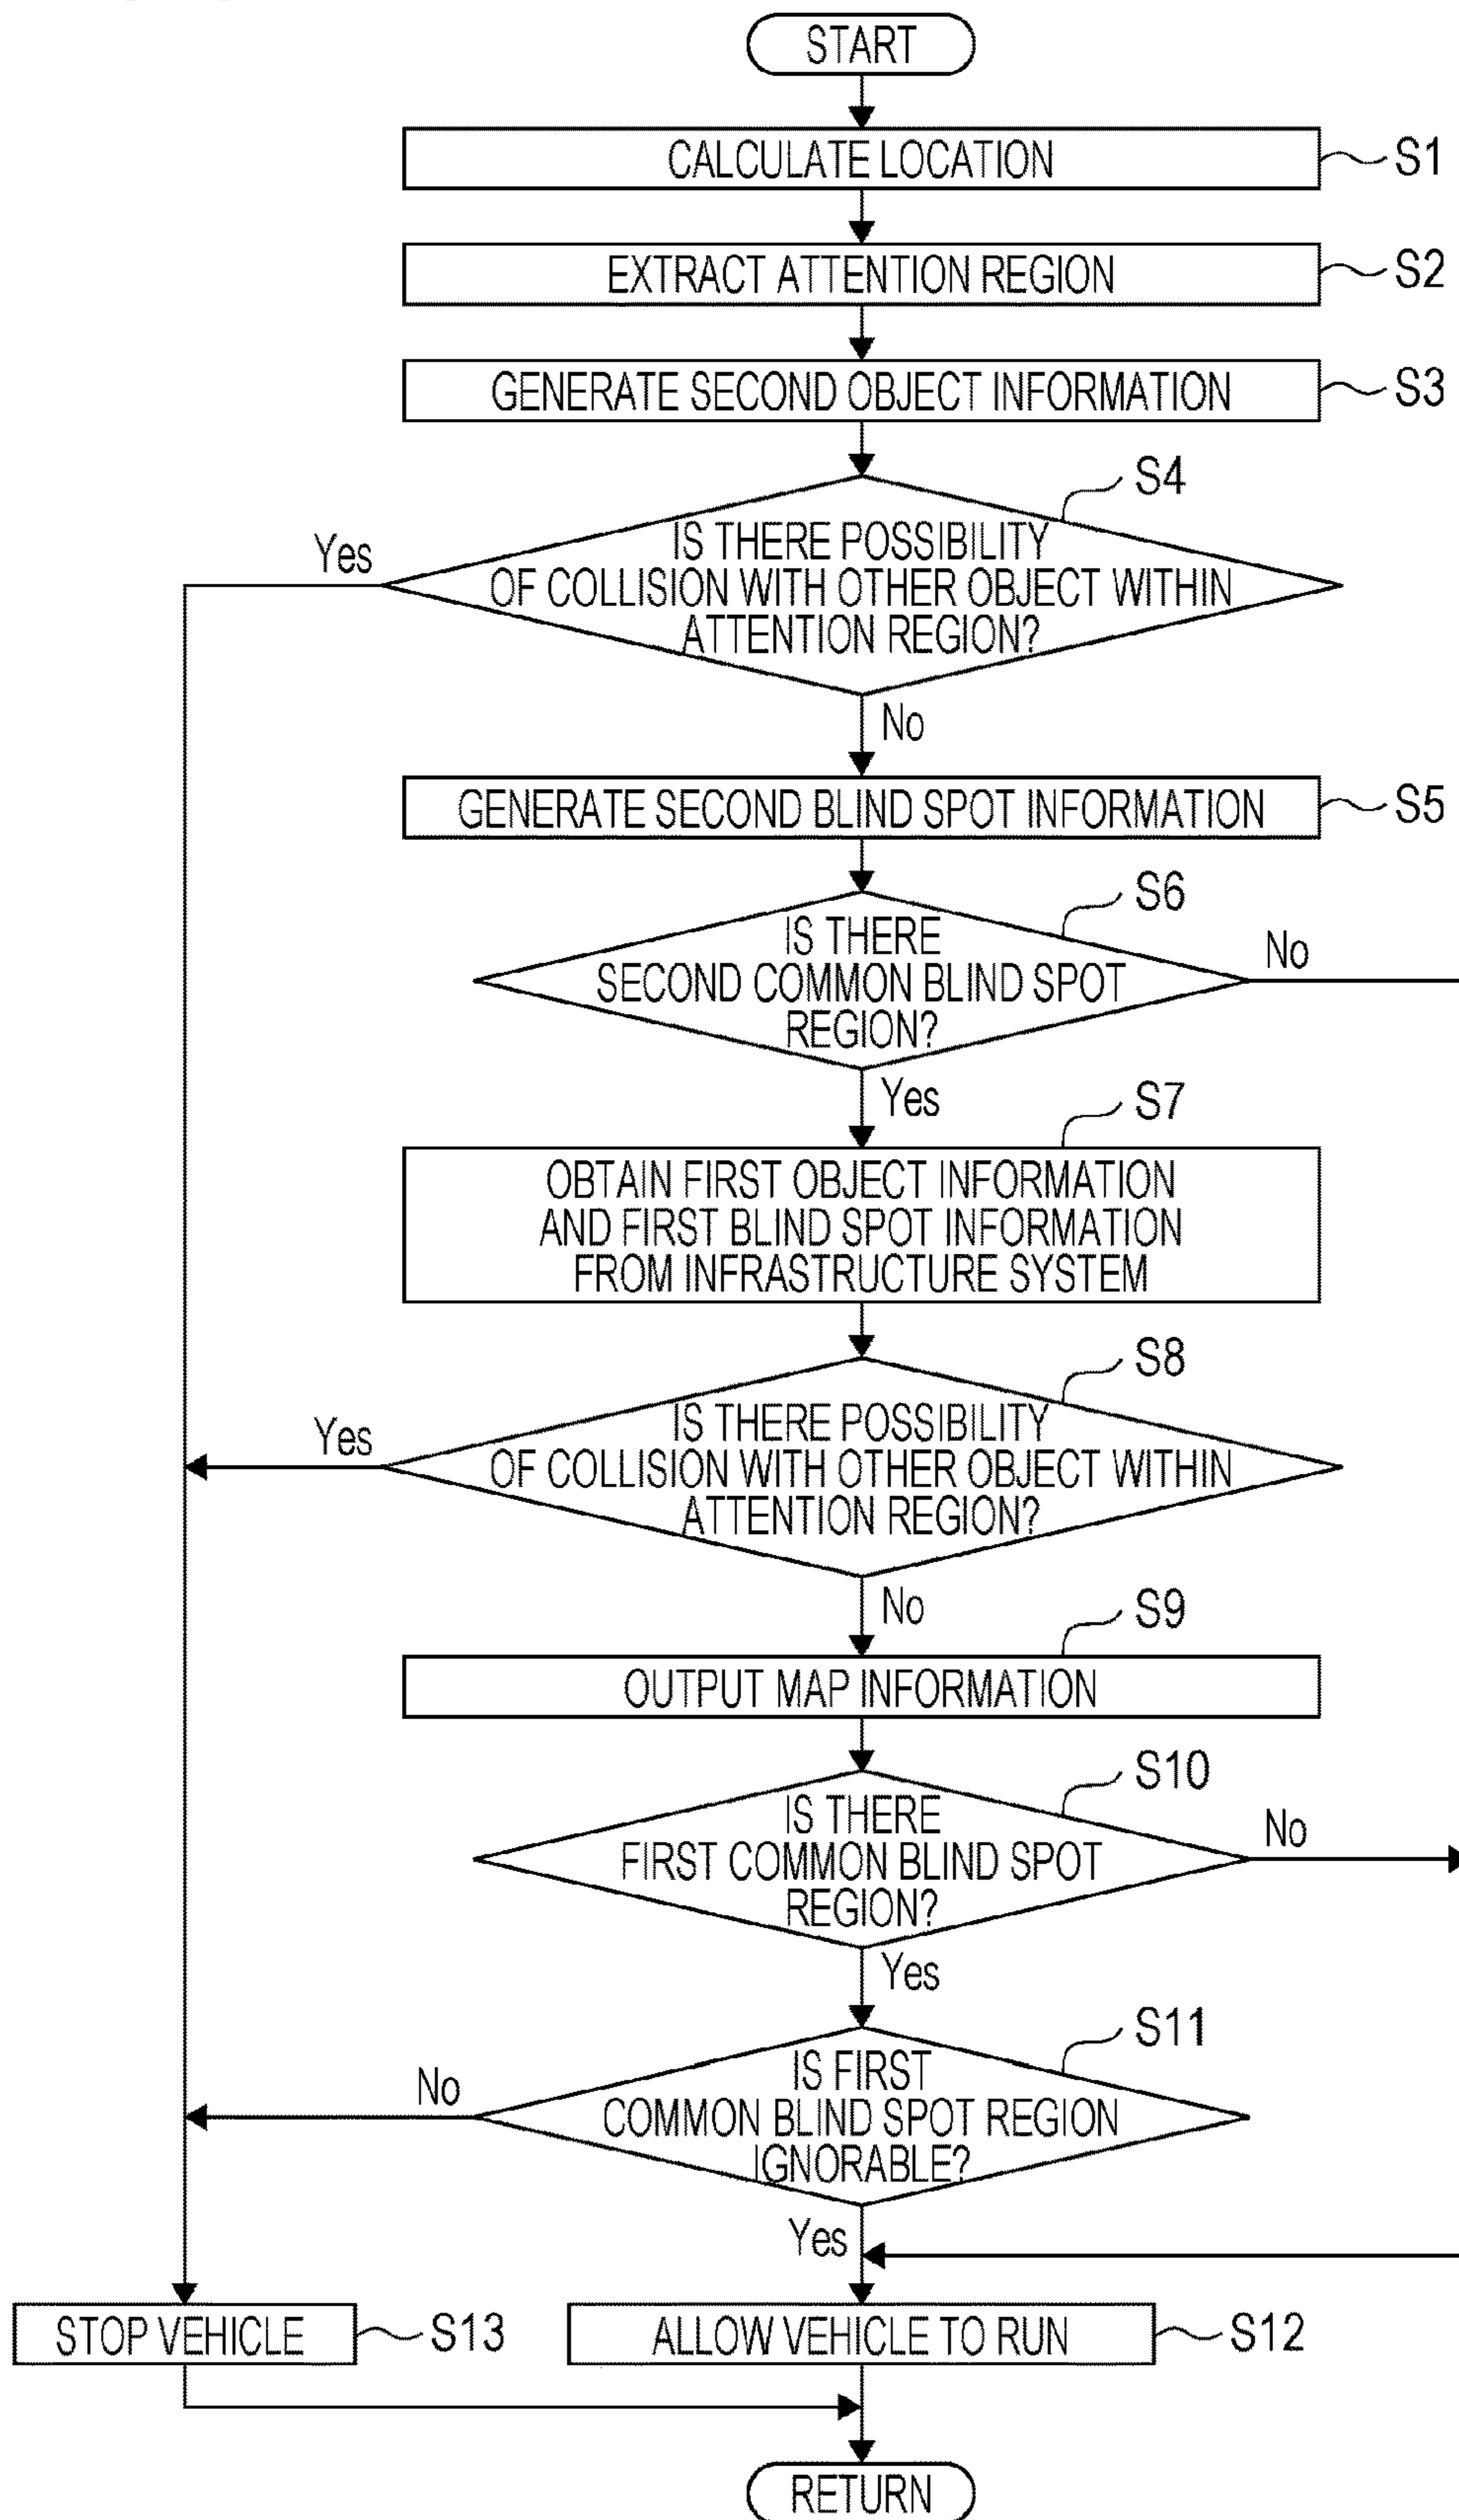 START
CALCULATE LOCATION
S1
EXTRACT ATTENTION REGION
S2
GENERATE SECOND OBJECT INFORMATION
S3
S4
IS THERE POSSIBILITY
OF COLLISION WITH OTHER OBJECT WITHIN
ATTENTION REGION?
Yes
No
GENERATE SECOND BLIND SPOT INFORMATION
S5
S6
IS THERE
SECOND COMMON BLIND SPOT
REGION?
No
Yes
S7
OBTAIN FIRST OBJECT INFORMATION
AND FIRST BLIND SPOT INFORMATION
FROM INFRASTRUCTURE SYSTEM
S8
IS THERE POSSIBILITY
OF COLLISION WITH OTHER OBJECT WITHIN
ATTENTION REGION?
Yes
No
S9
OUTPUT MAP INFORMATION
S10
IS THERE
FIRST COMMON BLIND SPOT
REGION?
No
Yes
S11
IS FIRST
COMMON BLIND SPOT REGION
IGNORABLE?
No
Yes
STOP VEHICLE
S13
ALLOW VEHICLE TO RUN
S12
RETURN